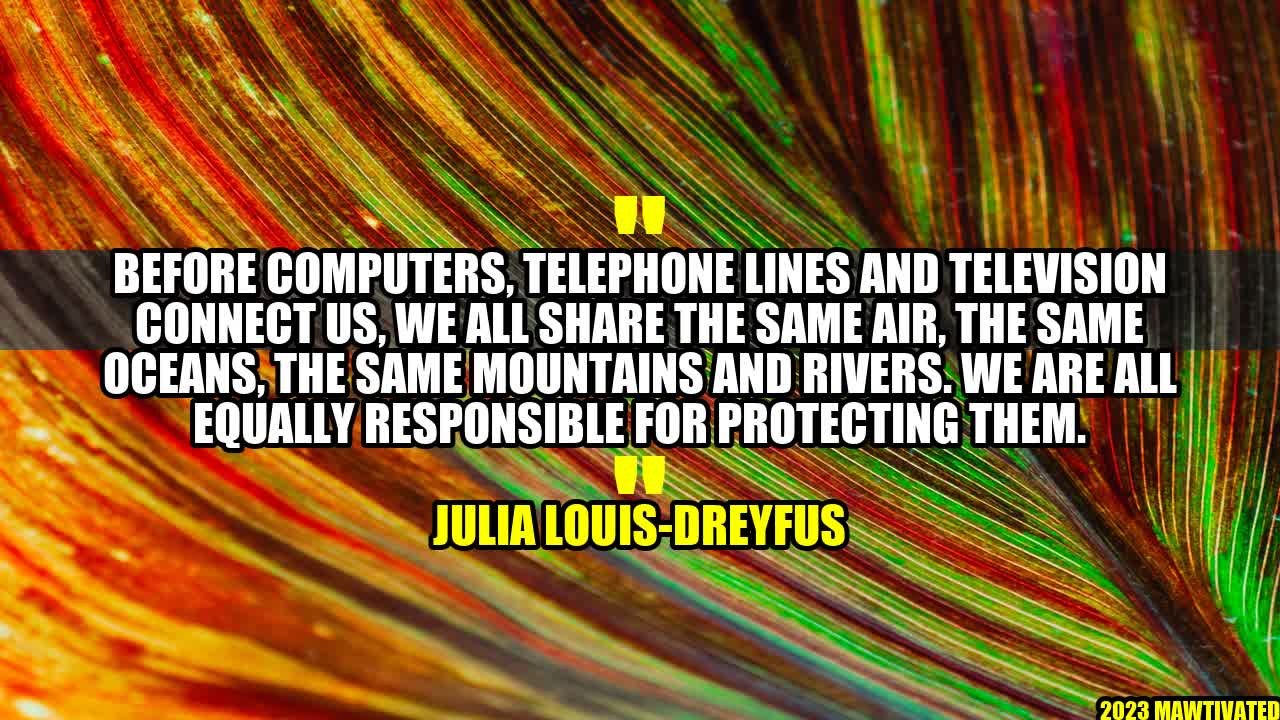 "
BEFORE COMPUTERS, TELEPHONE LINES AND TELEVISION
CONNECT US, WE ALL SHARE THE SAME AIR, THE SAME
OCEANS, THE SAME MOUNTAINS AND RIVERS. WE ARE ALL
EQUALLY RESPONSIBLE FOR PROTECTING THEM.
"
JULIA LOUIS-DREYFUS
2023 MAWTIVATED